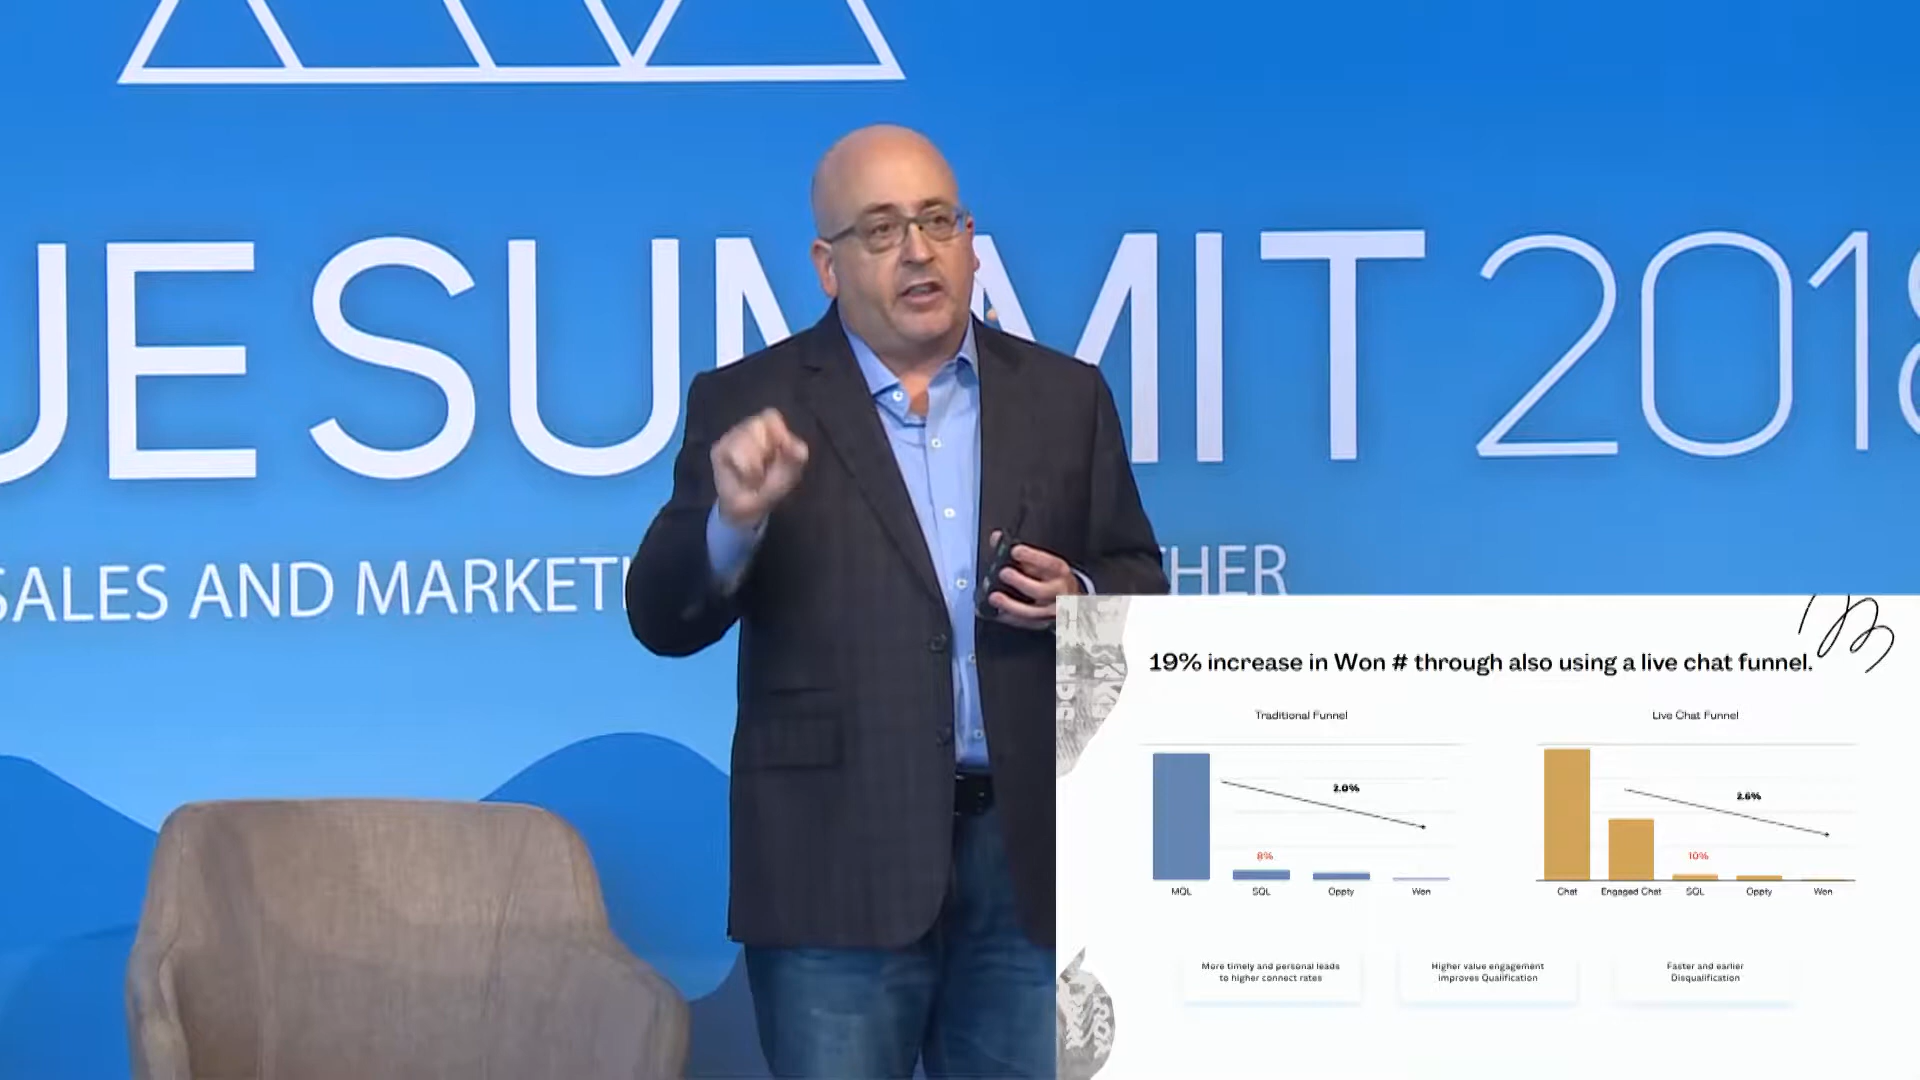 UE SUMMIT 2018
SALES AND MARKETI THER
19% increase in Won # through also using a live chat funnel.
Traditional Funnel
2.0%
8%
MQL SQL Oppty Won
Live Chat Funnel
2.6%
10%
Chat Engaged Chat SQL Oppty Won
More timely and personal leads
to higher connect rates
Higher value engagement
improves Qualification
Faster and earlier
Disqualification